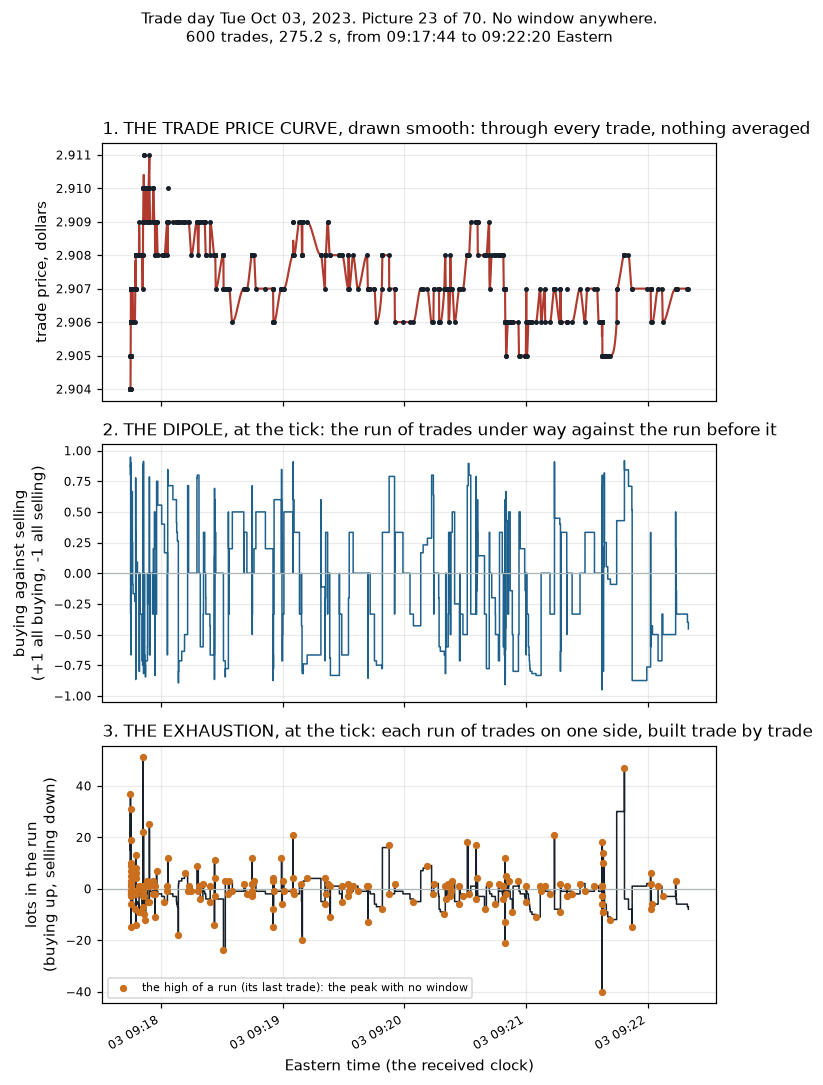 Trade day Tue Oct 03, 2023. Picture 23 of 70. No window anywhere.
600 trades, 275.2 s, from 09:17:44 to 09:22:20 Eastern
1. THE TRADE PRICE CURVE, drawn smooth: through every trade, nothing averaged
trade price, dollars
2.911
2.910
2.909
2.908
2.907
2.906
2.905
2.904
2. THE DIPOLE, at the tick: the run of trades under way against the run before it
buying against selling
(+1 all buying, -1 all selling)
1.00
0.75
0.50
0.25
0.00
−0.25
−0.50
−0.75
−1.00
3. THE EXHAUSTION, at the tick: each run of trades on one side, built trade by trade
lots in the run
(buying up, selling down)
40
20
0
−20
−40
the high of a run (its last trade): the peak with no window
03 09:18
03 09:19
03 09:20
03 09:21
03 09:22
Eastern time (the received clock)